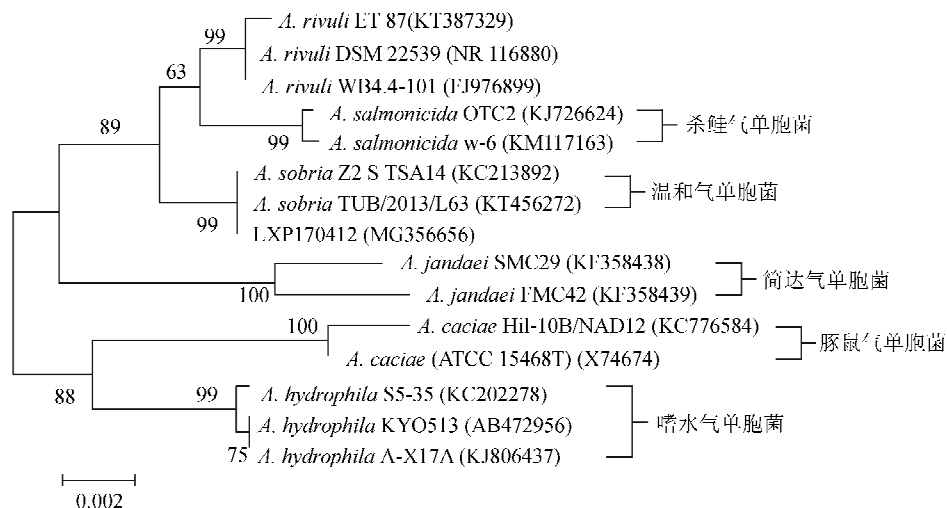 A. rivuli ET 87(KT387329)
99
A. rivuli DSM 22539 (NR 116880)
63
A. rivuli WB4.4-101 (FJ976899)
A. salmonicida OTC2 (KJ726624)
杀鲑气单胞菌
89
99
A. salmonicida w-6 (KM117163)
A. sobria Z2 S TSA14 (KC213892)
温和气单胞菌
A. sobria TUB/2013/L63 (KT456272)
99
LXP170412 (MG356656)
A. jandaei SMC29 (KF358438)
简达气单胞菌
100
A. jandaei FMC42 (KF358439)
100
A. caciae Hil-10B/NAD12 (KC776584)
豚鼠气单胞菌
A. caciae (ATCC 15468T) (X74674)
88
99
A. hydrophila S5-35 (KC202278)
A. hydrophila KYO513 (AB472956)
嗜水气单胞菌
75
A. hydrophila A-X17A (KJ806437)
0.002